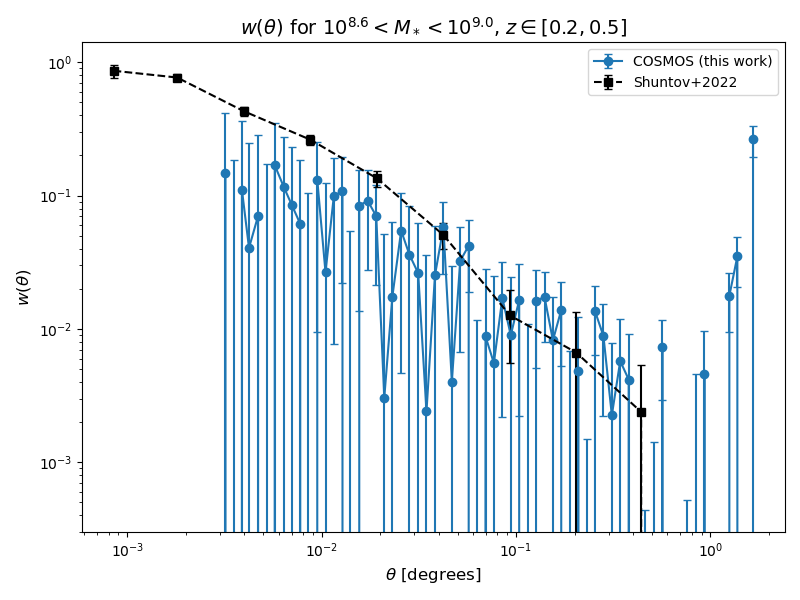 w(θ) for 10^8.6 < M_* < 10^9.0, z ∈ [0.2, 0.5]
COSMOS (this work)
Shuntov+2022
10^0
10^-1
10^-2
10^-3
w(θ)
10^-3 10^-2 10^-1 10^0
θ [degrees]